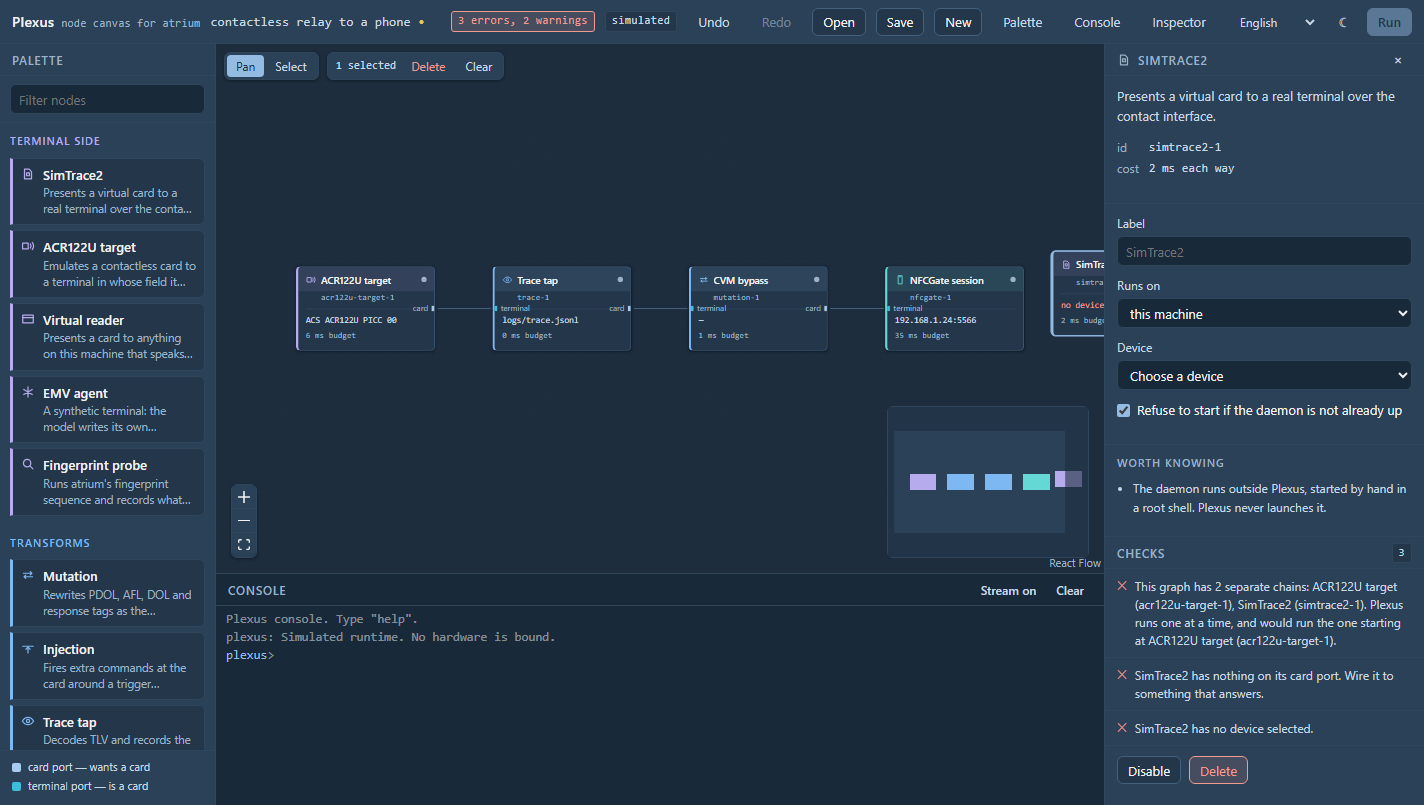 Plexus node canvas for atrium contactless relay to a phone
3 errors, 2 warnings
simulated
Undo
Redo
Open
Save
New
Palette
Console
Inspector
English
Run
PALETTE
Filter nodes
TERMINAL SIDE
SimTrace2
Presents a virtual card to a
real terminal over the conta...
ACR122U target
Emulates a contactless card to
a terminal in whose field it...
Virtual reader
Presents a card to anything
on this machine that speaks...
EMV agent
A synthetic terminal: the
model writes its own...
Fingerprint probe
Runs atrium's fingerprint
sequence and records what...
TRANSFORMS
Mutation
Rewrites PDOL, AFL, DOL and
response tags as the...
Injection
Fires extra commands at the
card around a trigger...
Trace tap
Decodes TLV and records the
card port — wants a card
terminal port — is a card
Pan
Select
1 selected
Delete
Clear
ACR122U target
acr122u-target-1
card
ACS ACR122U PICC 00
6 ms budget
Trace tap
trace-1
terminal
card
logs/trace.jsonl
0 ms budget
CVM bypass
mutation-1
terminal
card
—
1 ms budget
NFCGate session
nfcgate-1
terminal
192.168.1.24:5566
35 ms budget
SimTra
simtra
no device
2 ms budg
React Flow
CONSOLE
Stream on
Clear
Plexus console. Type "help".
plexus: Simulated runtime. No hardware is bound.
plexus>
SIMTRACE2
×
Presents a virtual card to a real terminal over the
contact interface.
id simtrace2-1
cost 2 ms each way
Label
SimTrace2
Runs on
this machine
Device
Choose a device
Refuse to start if the daemon is not already up
WORTH KNOWING
• The daemon runs outside Plexus, started by hand in
a root shell. Plexus never launches it.
CHECKS
3
This graph has 2 separate chains: ACR122U target
(acr122u-target-1), SimTrace2 (simtrace2-1). Plexus
runs one at a time, and would run the one starting
at ACR122U target (acr122u-target-1).
SimTrace2 has nothing on its card port. Wire it to
something that answers.
SimTrace2 has no device selected.
Disable
Delete